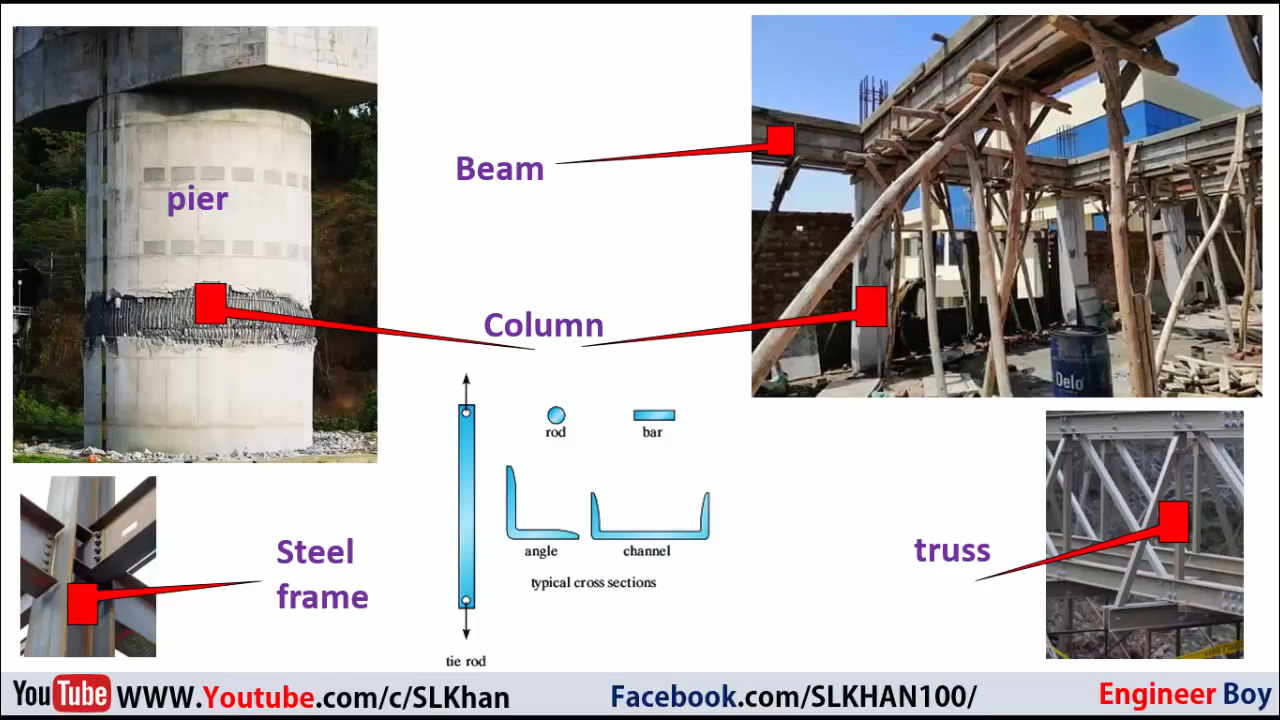 pier
Beam
Column
Delo
rod
bar
angle
channel
typical cross sections
tie rod
Steel
frame
truss
YouTube WWW.Youtube.com/c/SLKhan
Facebook.com/SLKHAN100/
Engineer Boy